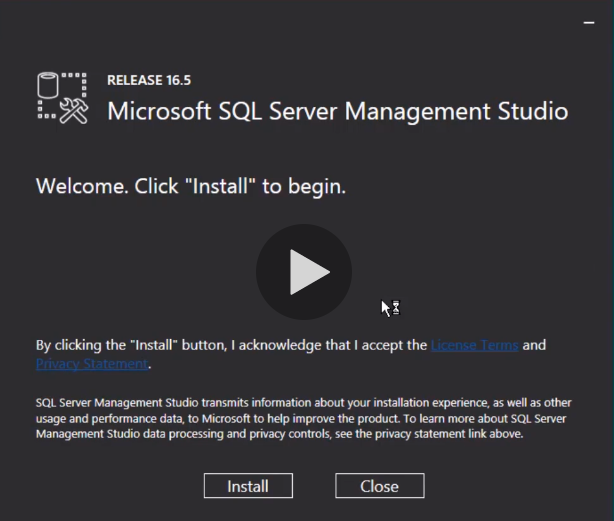 RELEASE 16.5
Microsoft SQL Server Management Studio
Welcome. Click "Install" to begin.
By clicking the "Install" button, I acknowledge that I accept the License Terms and
Privacy Statement.
SQL Server Management Studio transmits information about your installation experience, as well as other
usage and performance data, to Microsoft to help improve the product. To learn more about SQL Server
Management Studio data processing and privacy controls, see the privacy statement link above.
Install
Close